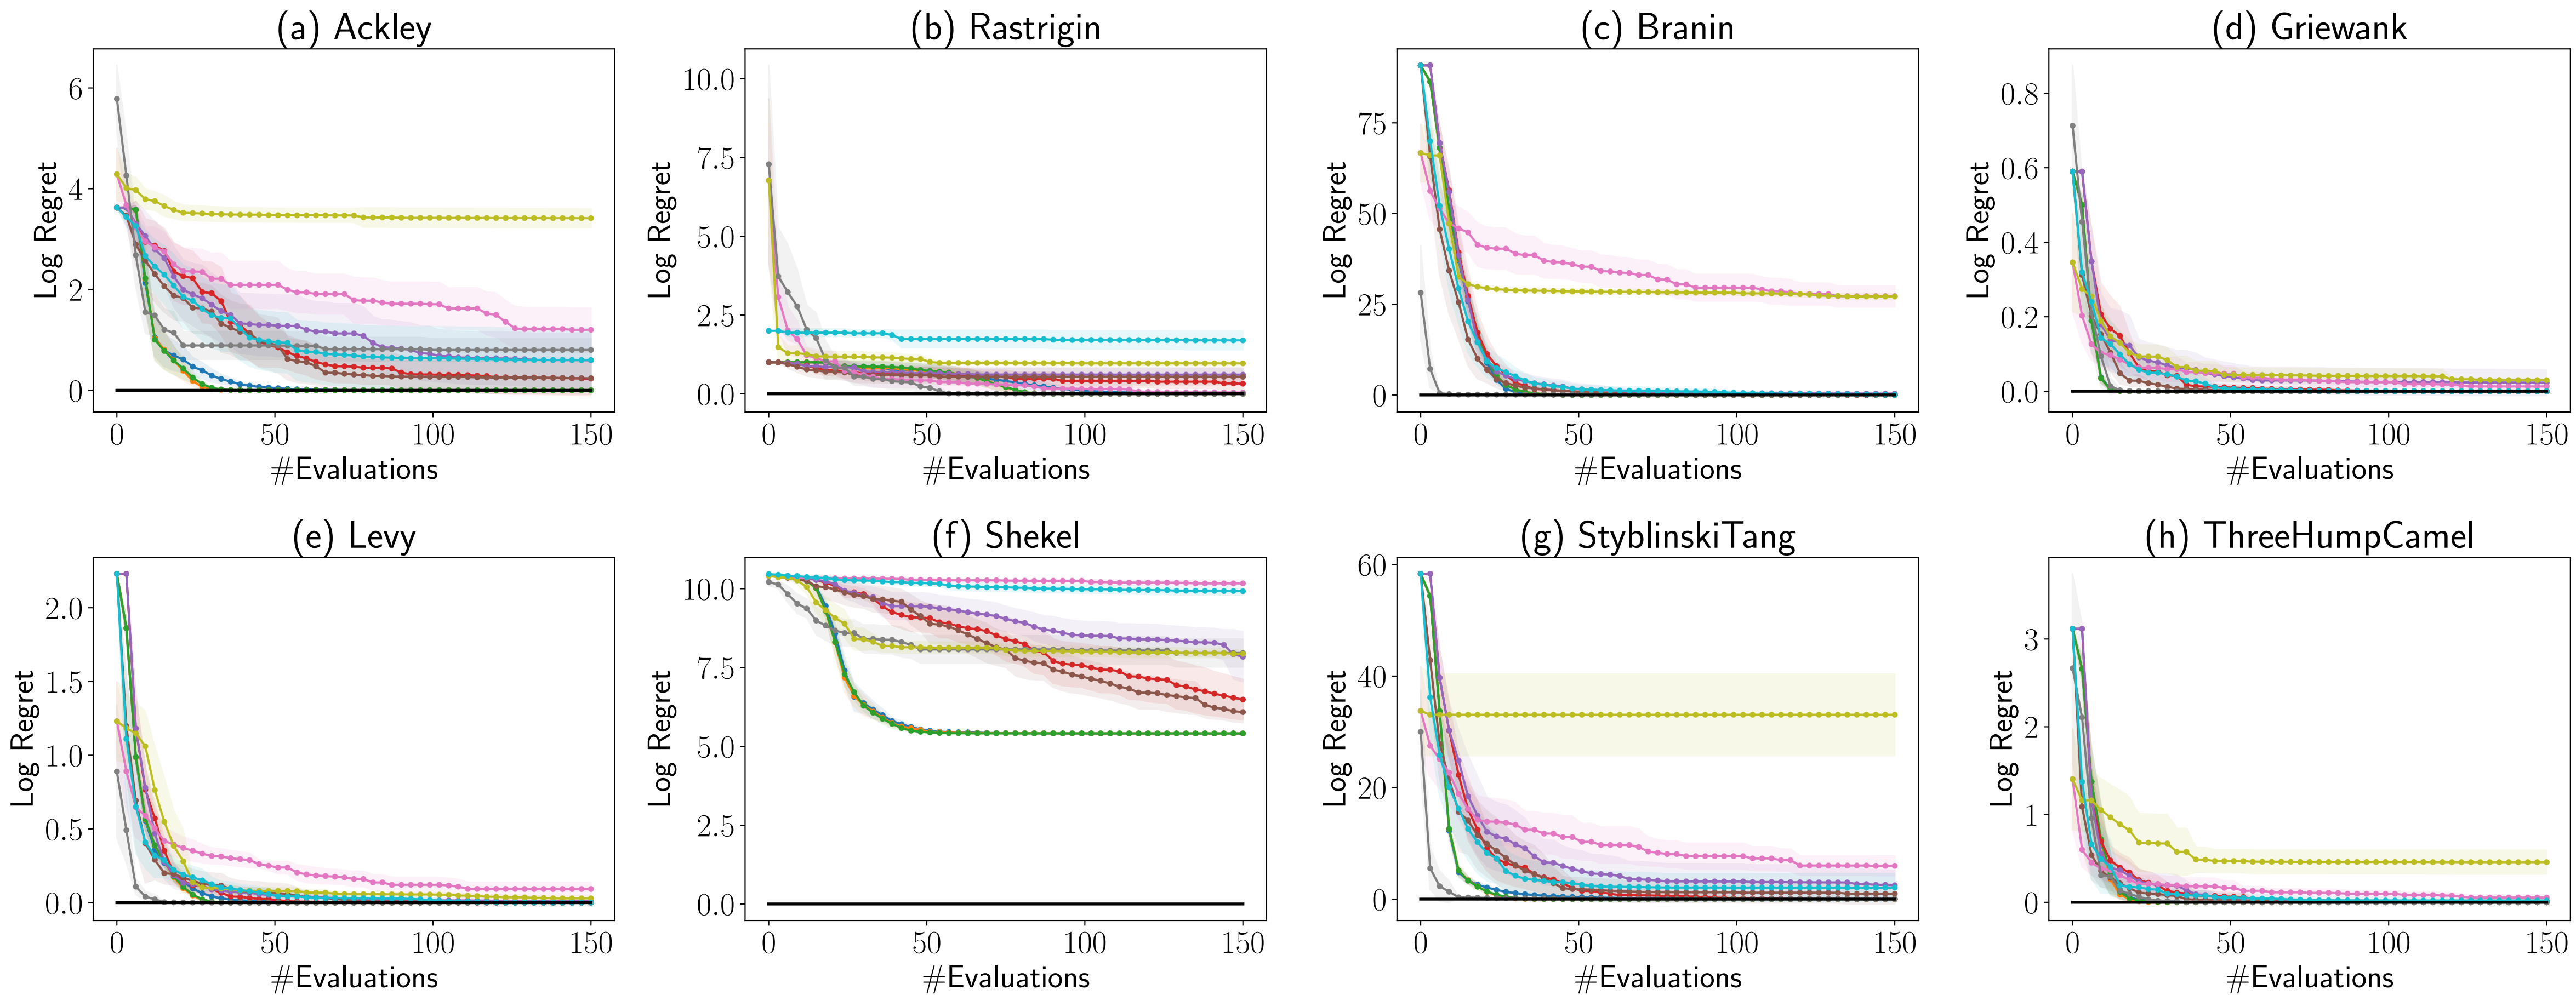 (a) Ackley
6
4
2
0
Log Regret
0 50 100 150
#Evaluations
(b) Rastrigin
10.0
7.5
5.0
2.5
0.0
Log Regret
0 50 100 150
#Evaluations
(c) Branin
75
50
25
0
Log Regret
0 50 100 150
#Evaluations
(d) Griewank
0.8
0.6
0.4
0.2
0.0
Log Regret
0 50 100 150
#Evaluations
(e) Levy
2.0
1.5
1.0
0.5
0.0
Log Regret
0 50 100 150
#Evaluations
(f) Shekel
10.0
7.5
5.0
2.5
0.0
Log Regret
0 50 100 150
#Evaluations
(g) StyblinskiTang
60
40
20
0
Log Regret
0 50 100 150
#Evaluations
(h) ThreeHumpCamel
3
2
1
0
Log Regret
0 50 100 150
#Evaluations